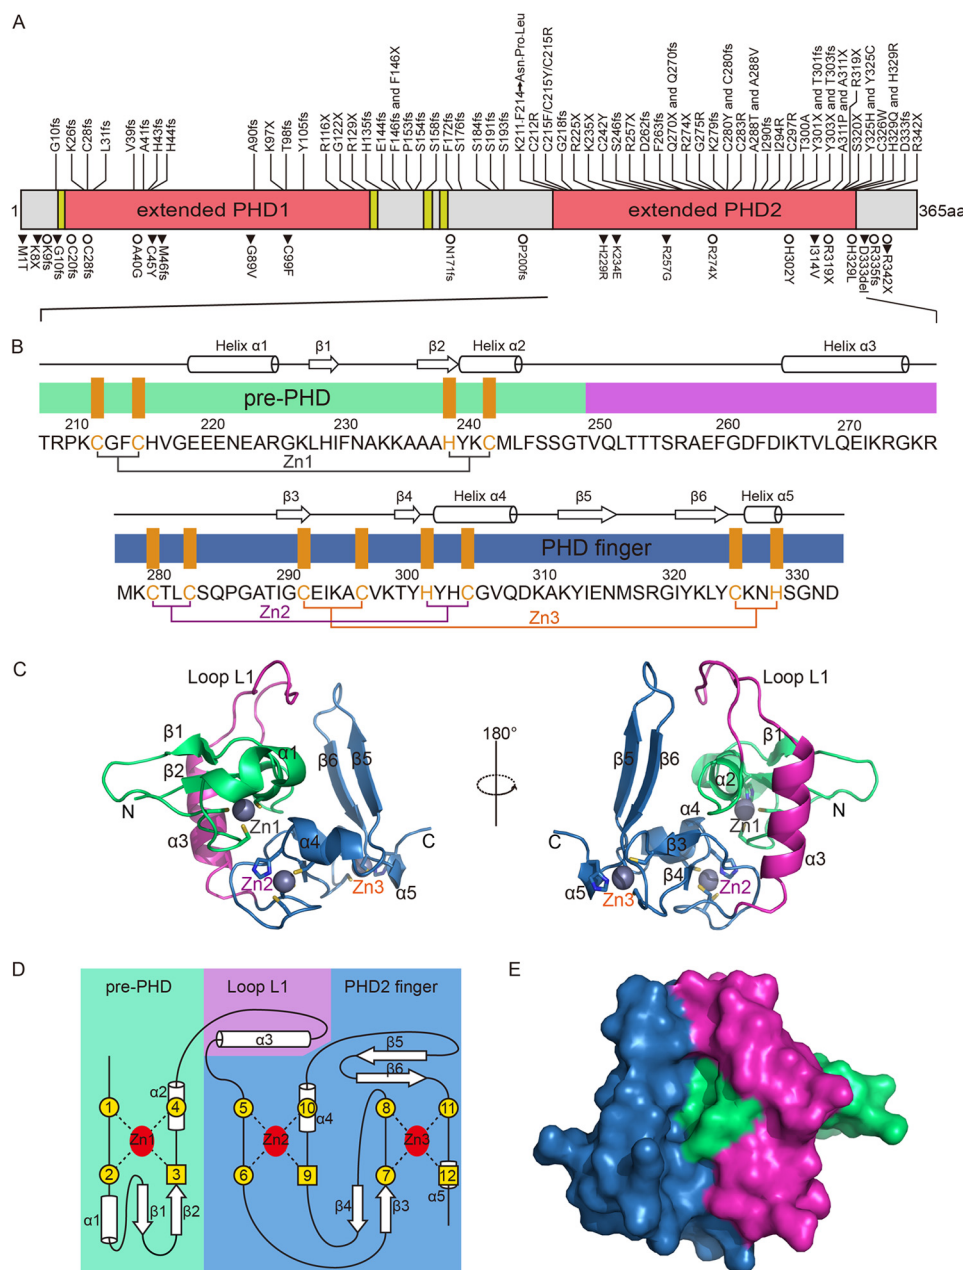 A
G10fs
K26fs
C28fs
L31fs
V39fs
A41fs
H43fs
H44fs
A90fs
K97X
T98fs
Y105fs
R116X
G122X
R129X
H135fs
E144fs
F146fs and F146X
P153fs
S154fs
S158fs
F172fs
S176fs
S184fs
S191fs
S193fs
K211-F214→Asn-Pro-Leu
C212R
C215F/C215Y/C215R
G218fs
R225X
K235X
C242Y
S246fs
R257X
D262fs
F263fs
Q270X and Q270fs
R274X
G275R
K279fs
C280Y and C280fs
C283R
A288T and A288V
I290fs
I294R
C297R
T300A
Y301X and T301fs
Y303X and T303fs
A311P and A311X
S320X R319X
Y325H and Y325C
S326W
H329Q and H329R
D333fs
R342X
1 extended PHD1 extended PHD2 365aa
M1T
K8X
K9fs
G10fs
C20fs
C28fs
A40G
C45Y
M46fs
G89V
C99F
N171fs
P200fs
H229R
K234E
R257G
R274X
H302Y
I314V
R319X
H329L
D333del
R335fs
R342X
B
Helix α1 β1 β2 Helix α2 Helix α3
pre-PHD
210 220 230 240 250 260 270
TRPKCGFCHVGEEENEARGKLHIFNAKKAAAHYKCMLFSSGTVQLTTTSRAEFGDFDIKTVLQEIKRGKR
Zn1
β3 β4 Helix α4 β5 β6 Helix α5
PHD finger
280 290 300 310 320 330
MKCTLCSQPGATIGCEIKACVKTYHYHCGVQDKAKYIENMSRGIYKLYCKNHSGND
Zn2 Zn3
C
Loop L1 Loop L1
180°
β1 α1 β2 β6 β5 N Zn1 α3 α4 C Zn2 Zn3 α5
β5 β6 β1 α2 α4 Zn1 N C β3 β4 α3 α5 Zn3 Zn2
D
pre-PHD Loop L1 PHD2 finger
α3 β5
β6
α2
1 4 5 10 8 11
α4
Zn1 Zn2 Zn3
2 3 6 9 7 12
α5
α1 β1 β2 β4 β3
E